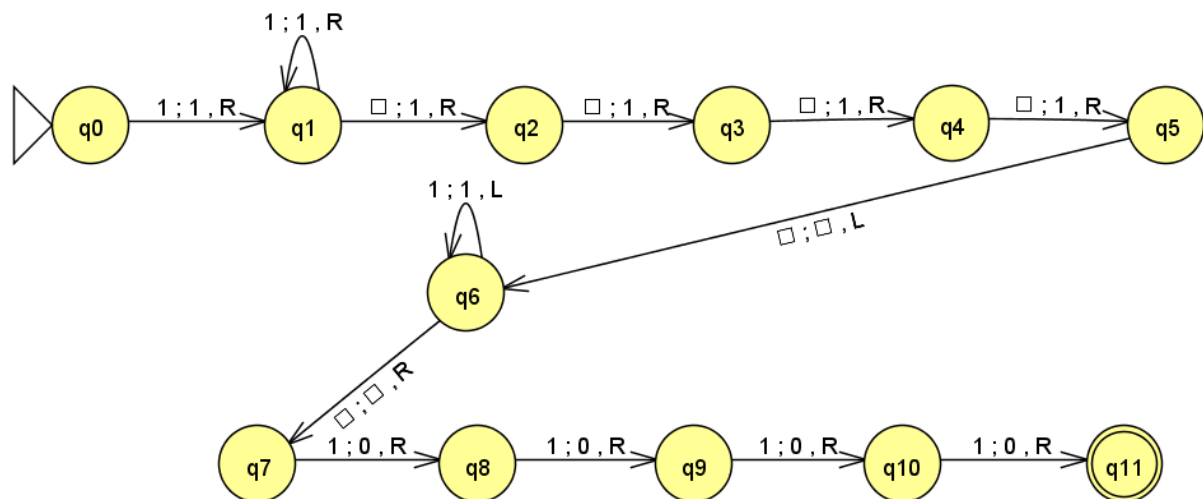 1 ; 1 , R
q0 1 ; 1 , R q1 □ ; 1 , R q2 □ ; 1 , R q3 □ ; 1 , R q4 □ ; 1 , R q5
1 ; 1 , L
□ ; □ , L
q6
□ ; □ , R
q7 1 ; 0 , R q8 1 ; 0 , R q9 1 ; 0 , R q10 1 ; 0 , R q11